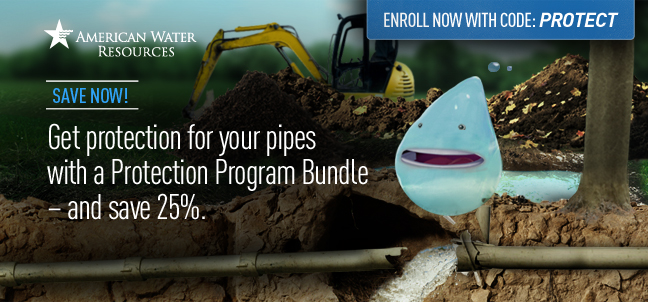 ENROLL NOW WITH CODE: PROTECT
AMERICAN WATER
RESOURCES
SAVE NOW!
Get protection for your pipes
with a Protection Program Bundle
– and save 25%.